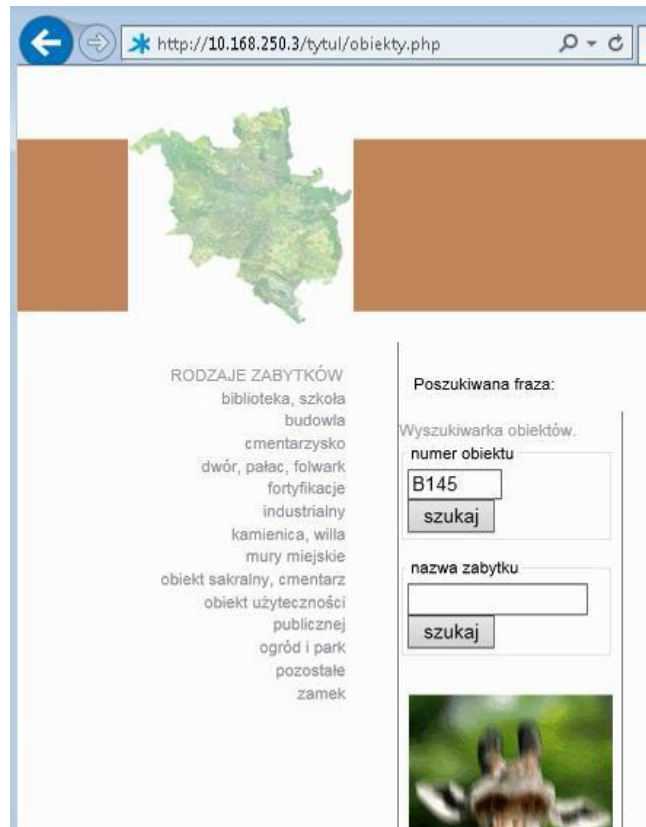 http://10.168.250.3/tytul/obiekty.php
RODZAJE ZABYTKÓW
biblioteka, szkoła
budowla
cmentarzysko
dwór, pałac, folwark
fortyfikacje
industrialny
kamienica, willa
mury miejskie
obiekt sakralny, cmentarz
obiekt użyteczności
publicznej
ogród i park
pozostałe
zamek
Poszukiwana fraza:
Wyszukiwarka obiektów.
numer obiektu
B145
szukaj
nazwa zabytku
szukaj